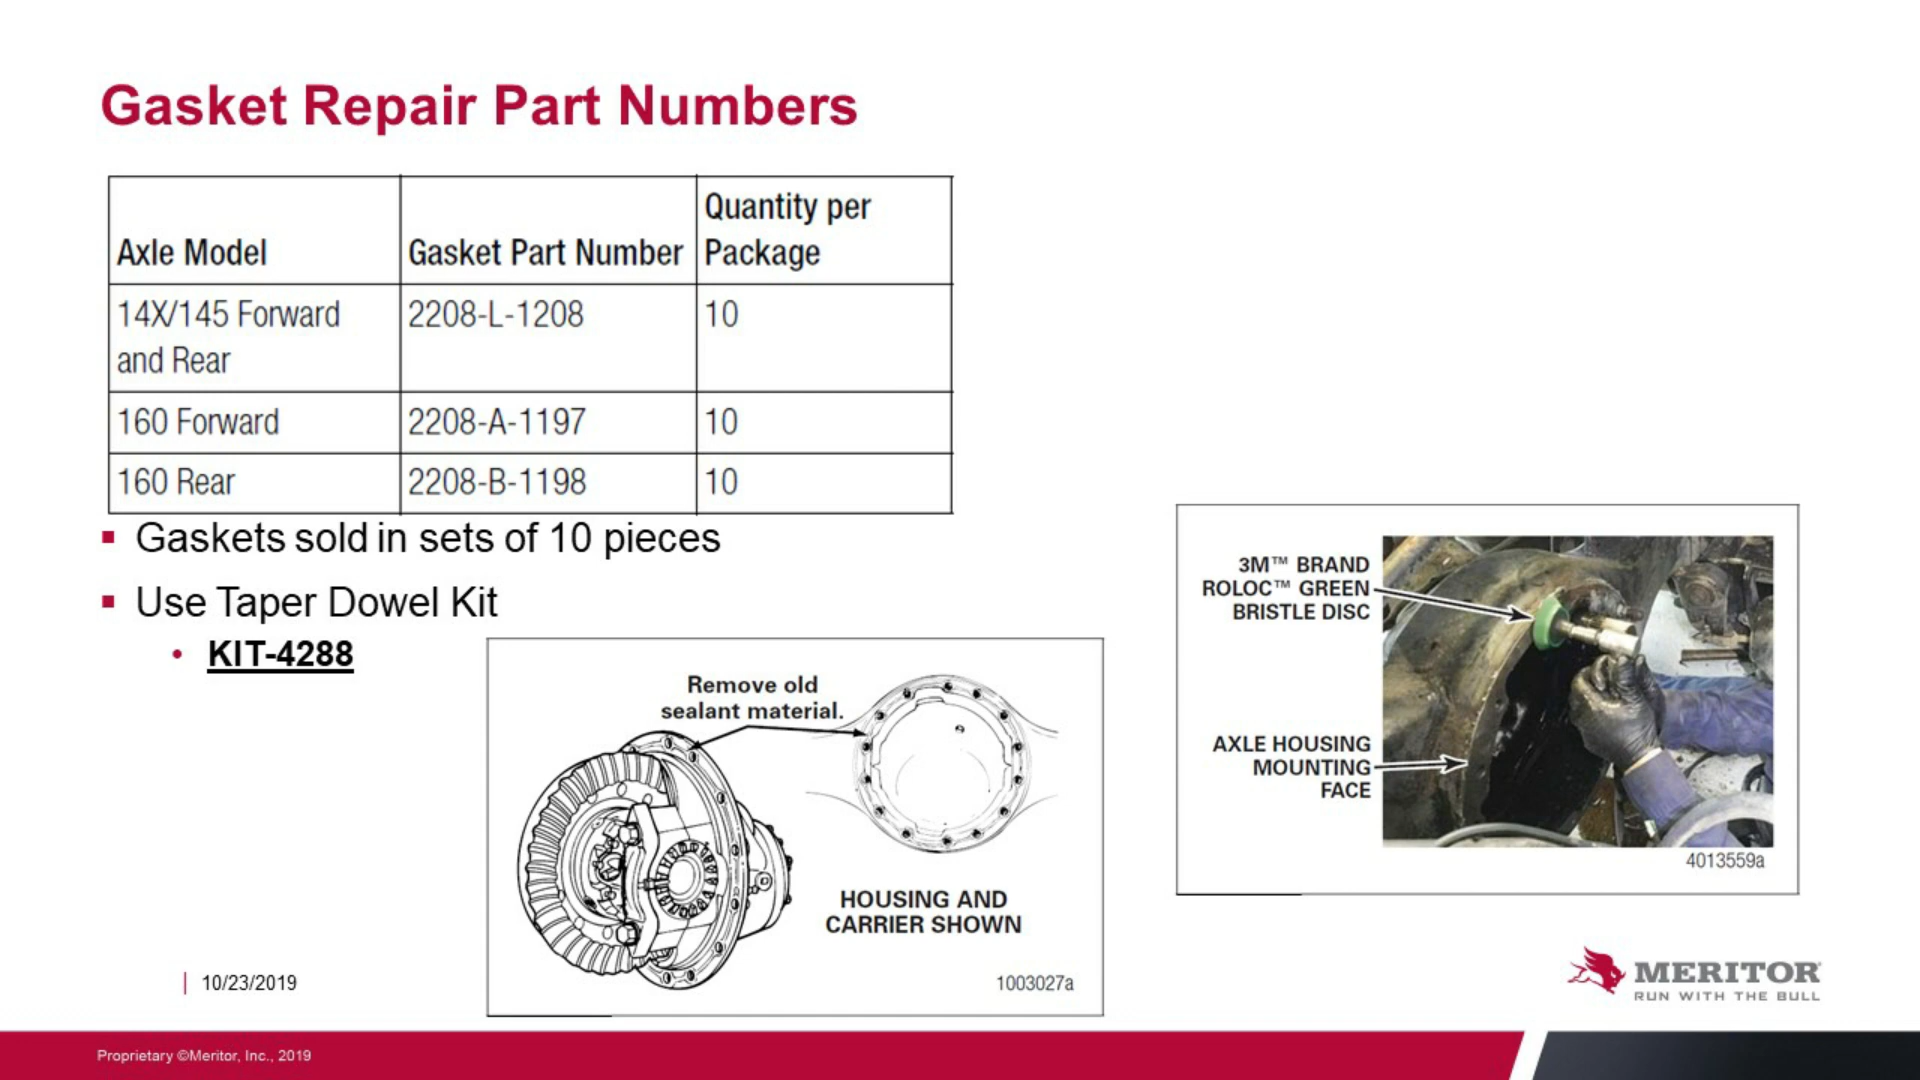 Gasket Repair Part Numbers
Axle Model
Gasket Part Number
Quantity per
Package
14X/145 Forward
and Rear
2208-L-1208
10
160 Forward
2208-A-1197
10
160 Rear
2208-B-1198
10
Gaskets sold in sets of 10 pieces
Use Taper Dowel Kit
KIT-4288
Remove old
sealant material.
HOUSING AND
CARRIER SHOWN
1003027a
3M™ BRAND
ROLOC™ GREEN
BRISTLE DISC
AXLE HOUSING
MOUNTING
FACE
4013559a
10/23/2019
MERITOR
RUN WITH THE BULL
Proprietary ©Meritor, Inc., 2019